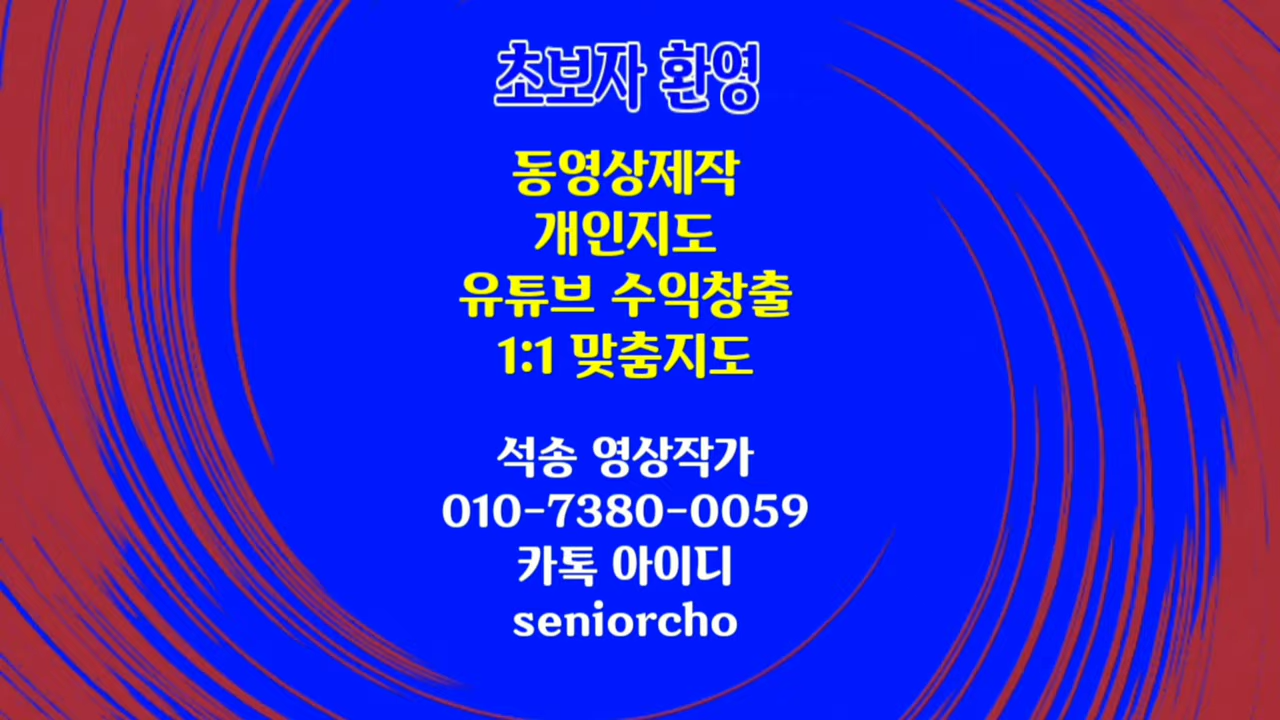 초보자 환영
동영상제작
개인지도
유튜브 수익창출
1:1 맞춤지도
석송 영상작가
010-7380-0059
카톡 아이디
seniorcho